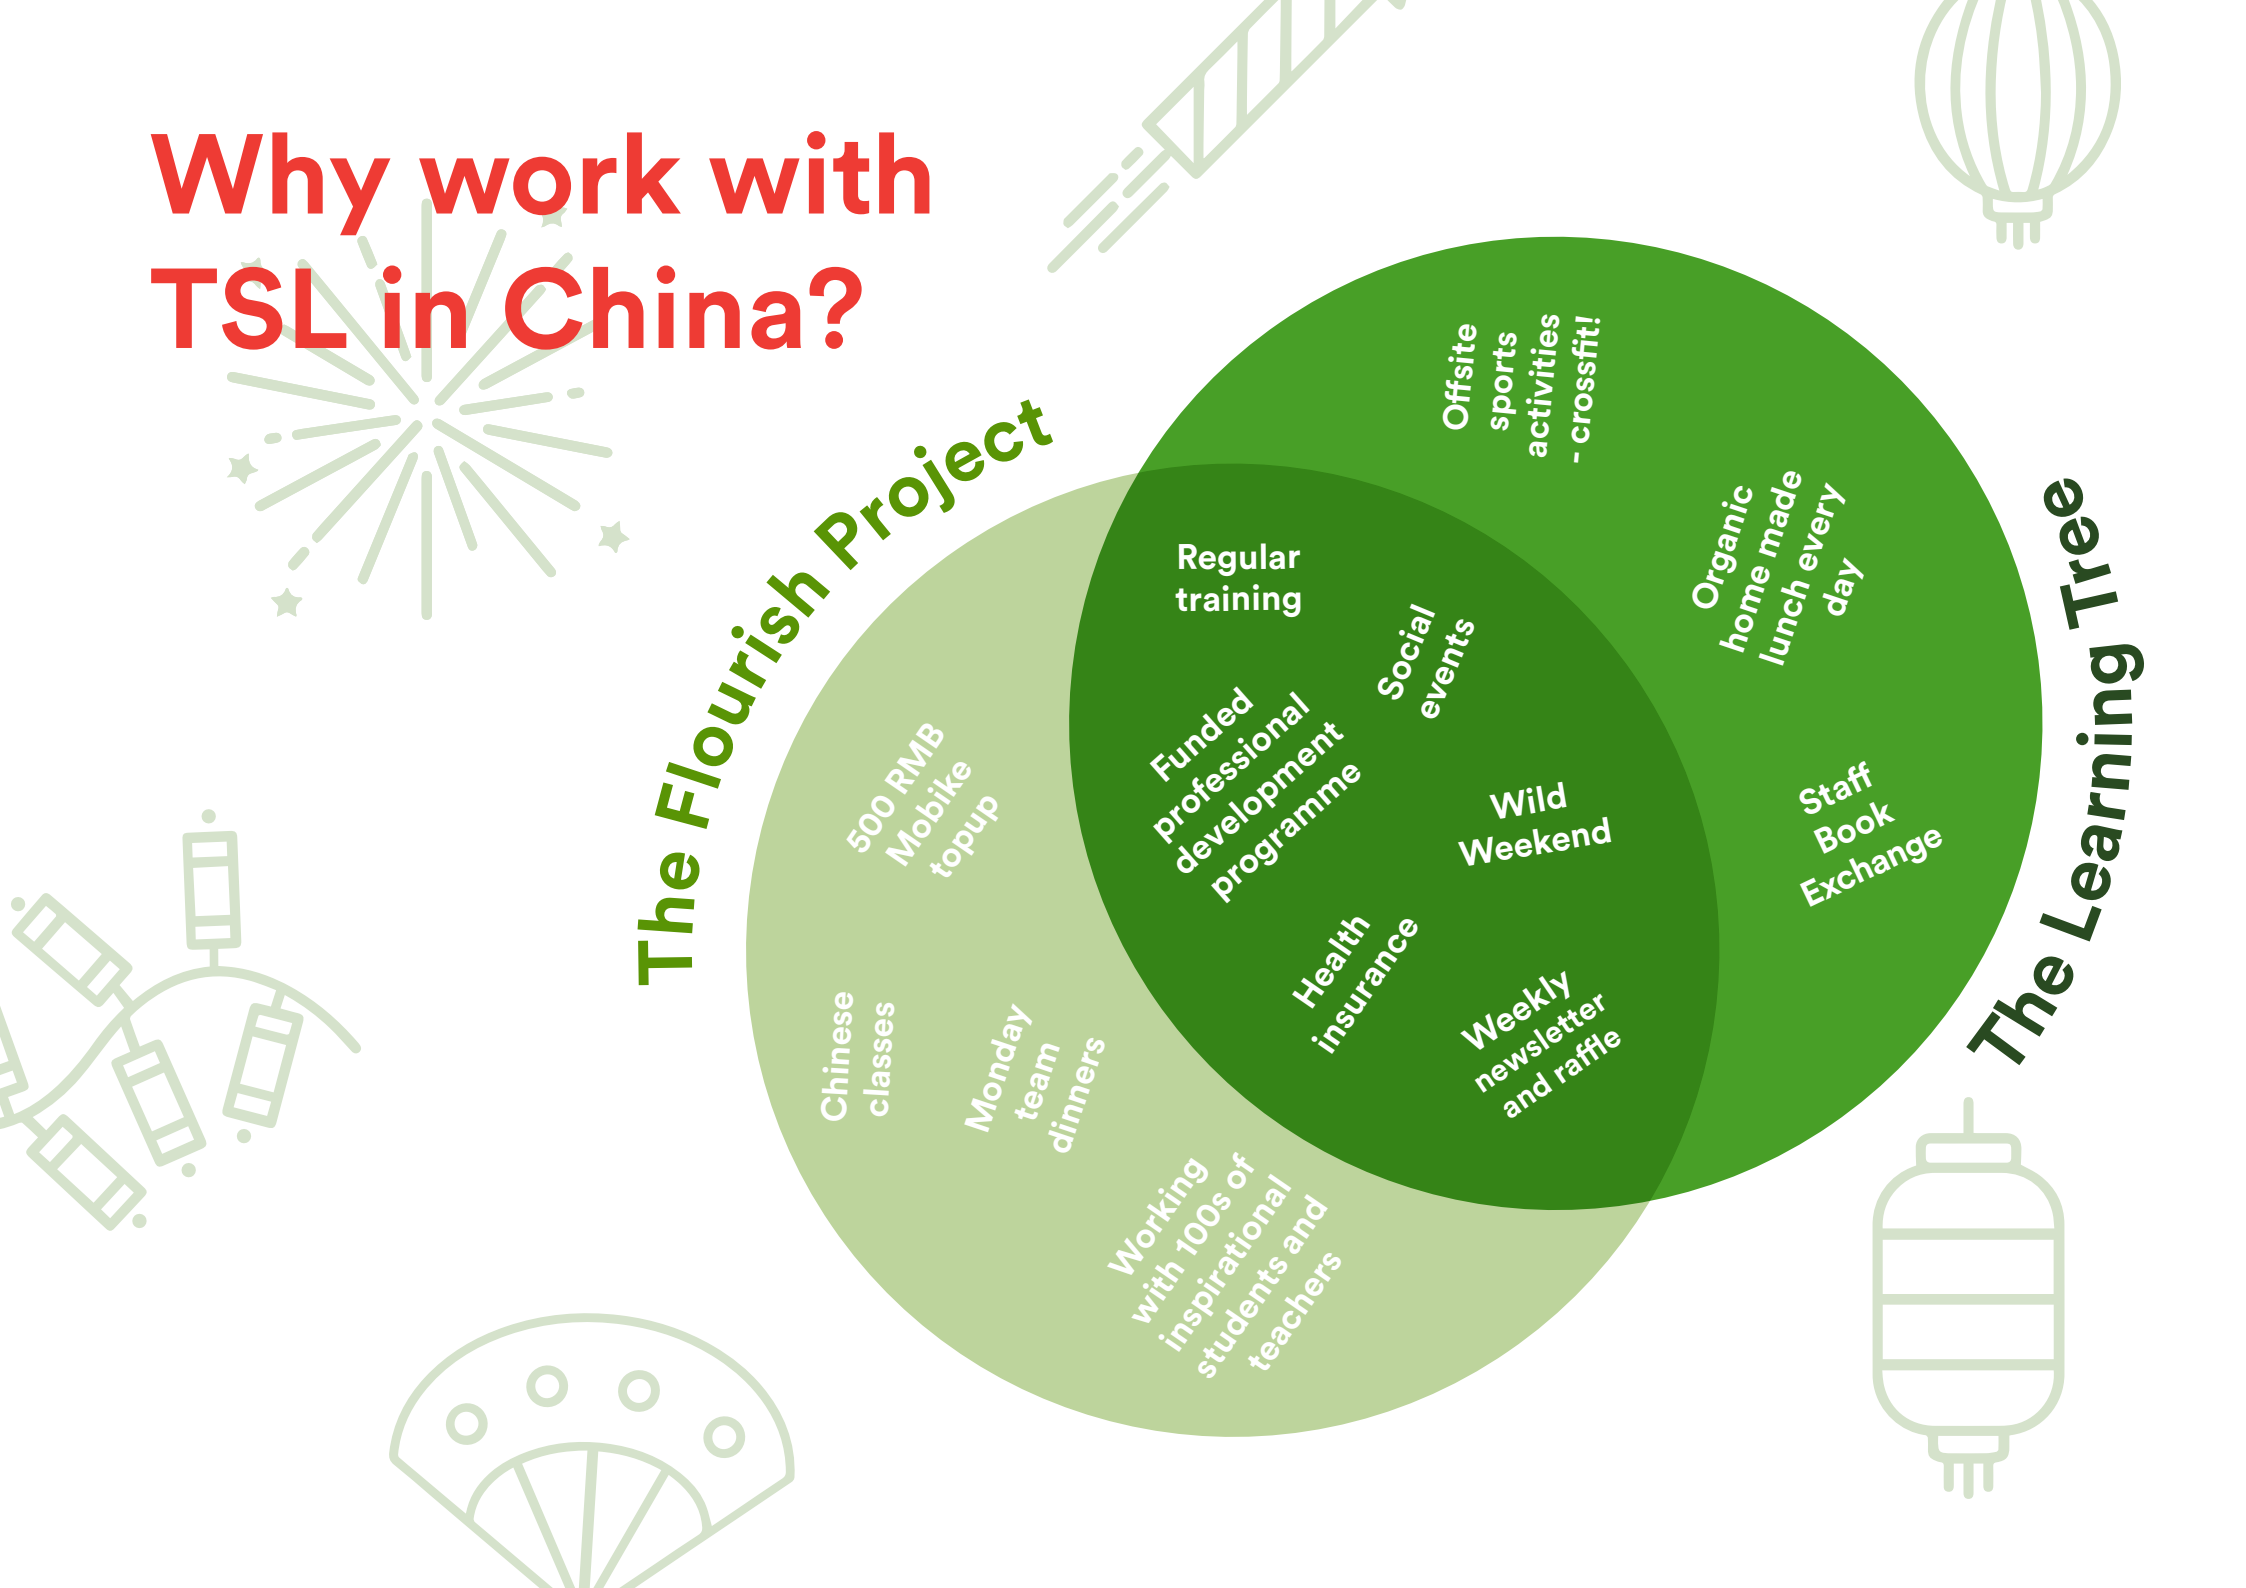 Why work with
TSL in China?
The Flourish Project
The Learning Tree
Offsite
sports
activities
- crossfit!
Organic
home made
lunch every
day
Staff
Book
Exchange
Regular
training
Social
events
Funded
professional
development
programme
Wild
Weekend
Health
insurance
Weekly
newsletter
and raffle
500 RMB
Mobike
topup
Chinese
classes
Monday
team
dinners
Working
with 100s of
inspirational
students and
teachers